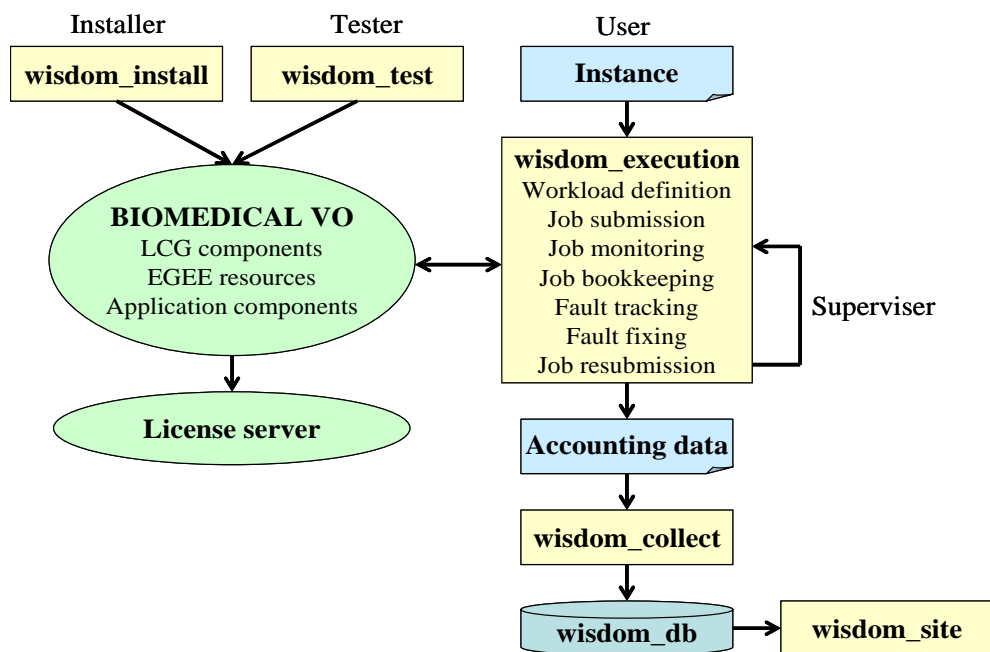 Installer
Tester
User
wisdom_install
wisdom_test
Instance
wisdom_execution
Workload definition
Job submission
Job monitoring
Job bookkeeping
Fault tracking
Fault fixing
Job resubmission
BIOMEDICAL VO
LCG components
EGEE resources
Application components
Superviser
License server
Accounting data
wisdom_collect
wisdom_db
wisdom_site